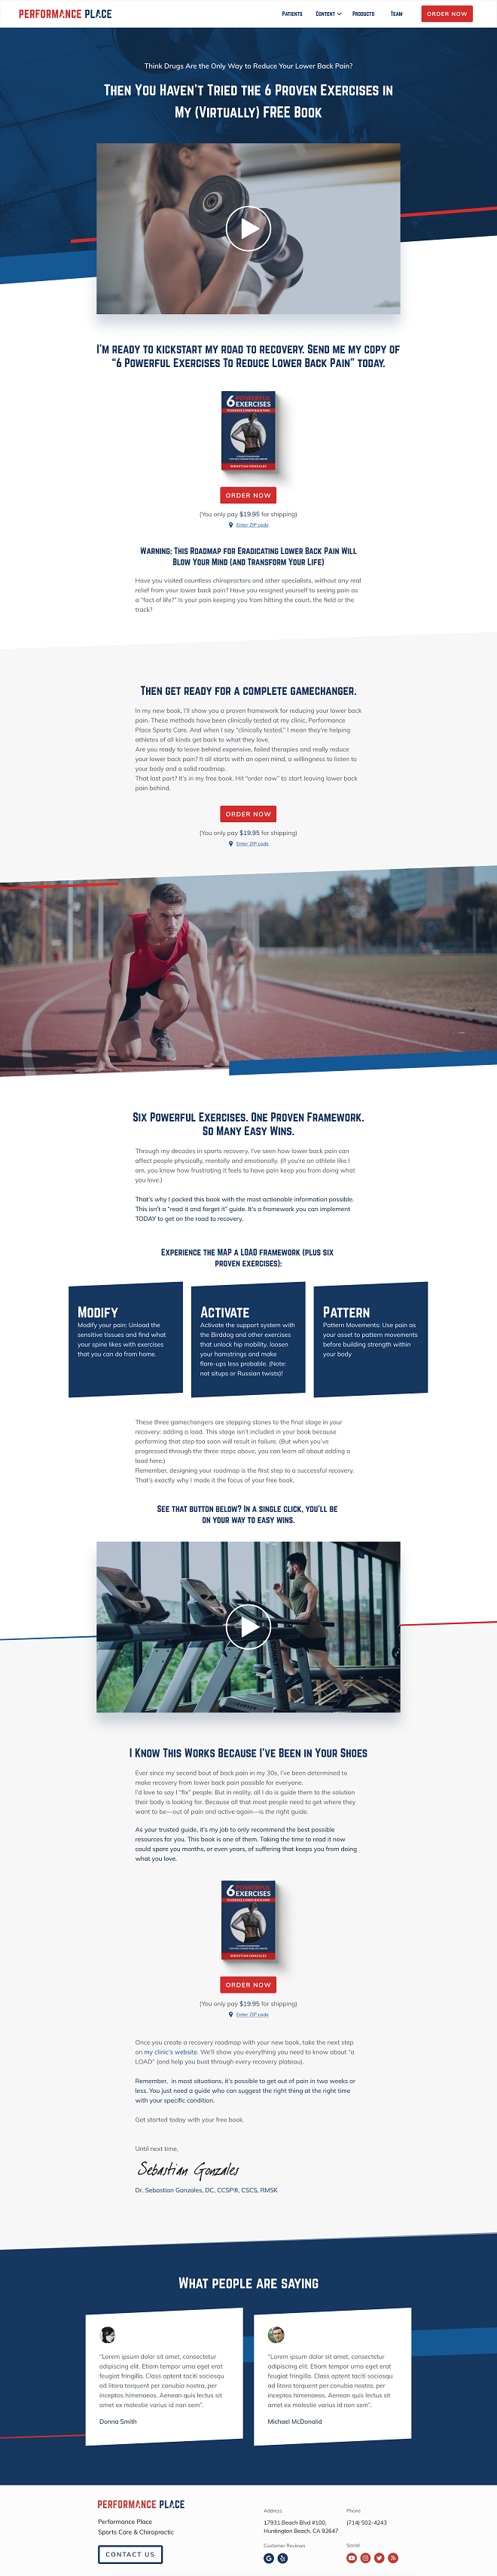 PERFORMANCE PLACE
PATIENTS CONTENT PRODUCTS TEAM ORDER NOW
Think Drugs Are the Only Way to Reduce Your Lower Back Pain?
THEN YOU HAVEN'T TRIED THE 6 PROVEN EXERCISES IN
MY (VIRTUALLY) FREE BOOK
I'M READY TO KICKSTART MY ROAD TO RECOVERY. SEND ME MY COPY OF
"6 POWERFUL EXERCISES TO REDUCE LOWER BACK PAIN" TODAY.
6 POWERFUL
EXERCISES
SEBASTIAN GONZALES
ORDER NOW
(You only pay $19.95 for shipping)
Enter ZIP code
WARNING: THIS ROADMAP FOR ERADICATING LOWER BACK PAIN WILL
BLOW YOUR MIND (AND TRANSFORM YOUR LIFE)
Have you visited countless chiropractors and other specialists, without any real
relief from your lower back pain? Have you resigned yourself to seeing pain as
a "fact of life?" Is your pain keeping you from hitting the court, the field or the
track?
THEN GET READY FOR A COMPLETE GAMECHANGER.
In my new book, I'll show you a proven framework for reducing your lower back
pain. These methods have been clinically tested at my clinic, Performance
Place Sports Care. And when I say "clinically tested," I mean they're helping
athletes of all kinds get back to what they love.
Are you ready to leave behind expensive, failed therapies and really reduce
your lower back pain? It all starts with an open mind, a willingness to listen to
your body and a solid roadmap.
That last part? It's in my free book. Hit "order now" to start leaving lower back
pain behind.
ORDER NOW
(You only pay $19.95 for shipping)
Enter ZIP code
SIX POWERFUL EXERCISES. ONE PROVEN FRAMEWORK.
SO MANY EASY WINS.
Through my decades in sports recovery, I've seen how lower back pain can
affect people physically, mentally and emotionally. (If you're an athlete like I
am, you know how frustrating it feels to have pain keep you from doing what
you love.)
That's why I packed this book with the most actionable information possible.
This isn't a "read it and forget it" guide. It's a framework you can implement
TODAY to get on the road to recovery.
EXPERIENCE THE MAP A LOAD FRAMEWORK (PLUS SIX
PROVEN EXERCISES):
MODIFY
Modify your pain: Unload the
sensitive tissues and find what
your spine likes with exercises
that you can do from home.
ACTIVATE
Activate the support system with
the Birddog and other exercises
that unlock hip mobility, loosen
your hamstrings and make
flare-ups less probable. (Note:
not situps or Russian twists)!
PATTERN
Pattern Movements: Use pain as
your asset to pattern movements
before building strength within
your body
These three gamechangers are stepping stones to the final stage in your
recovery: adding a load. This stage isn't included in your book because
performing that step too soon will result in failure. (But when you've
progressed through the three steps above, you can learn all about adding a
load here.)
Remember, designing your roadmap is the first step to a successful recovery.
That's exactly why I made it the focus of your free book.
SEE THAT BUTTON BELOW? IN A SINGLE CLICK, YOU'LL BE
ON YOUR WAY TO EASY WINS.
I KNOW THIS WORKS BECAUSE I'VE BEEN IN YOUR SHOES
Ever since my second bout of back pain in my 30s, I've been determined to
make recovery from lower back pain possible for everyone.
I'd love to say I "fix" people. But in reality, all I do is guide them to the solution
their body is looking for. Because all that most people need to get where they
want to be—out of pain and active again—is the right guide.
As your trusted guide, it's my job to only recommend the best possible
resources for you. This book is one of them. Taking the time to read it now
could spare you months, or even years, of suffering that keeps you from doing
what you love.
6 POWERFUL
EXERCISES
SEBASTIAN GONZALES
ORDER NOW
(You only pay $19.95 for shipping)
Enter ZIP code
Once you create a recovery roadmap with your new book, take the next step
on my clinic's website. We'll show you everything you need to know about "a
LOAD" (and help you bust through every recovery plateau).
Remember, in most situations, it's possible to get out of pain in two weeks or
less. You just need a guide who can suggest the right thing at the right time
with your specific condition.
Get started today with your free book.
Until next time,
Sebastian Gonzales
Dr. Sebastian Gonzales, DC, CCSP®, CSCS, RMSK
WHAT PEOPLE ARE SAYING
"Lorem ipsum dolor sit amet, consectetur
adipiscing elit. Etiam tempor urna eget erat
feugiat fringilla. Class aptent taciti sociosqu
ad litora torquent per conubia nostra, per
inceptos himenaeos. Aenean quis lectus sit
amet ex molestie varius id non sem".
Donna Smith
"Lorem ipsum dolor sit amet, consectetur
adipiscing elit. Etiam tempor urna eget erat
feugiat fringilla. Class aptent taciti sociosqu
ad litora torquent per conubia nostra, per
inceptos himenaeos. Aenean quis lectus sit
amet ex molestie varius id non sem".
Michael McDonalid
PERFORMANCE PLACE
Performance Place
Sports Care & Chiropractic
CONTACT US
Address
17931 Beach Blvd #100,
Huntington Beach, CA 92647
Phone
(714) 502-4243
Customer Reviews
Social